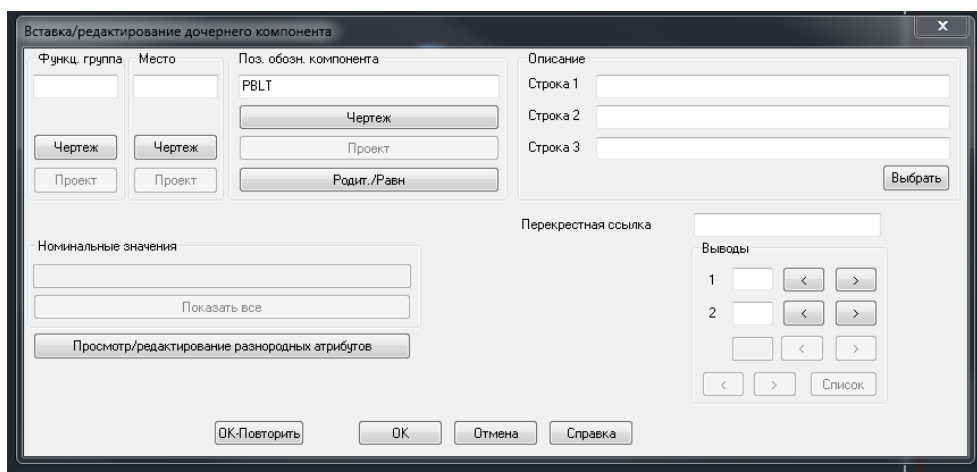 Вставка/редактирование дочернего компонента
x
Функц. группа
Место
Поз. обозн. компонента
Описание
PBLT
Строка 1
Строка 2
Строка 3
Чертеж
Чертеж
Чертеж
Проект
Проект
Проект
Родит./Равн
Выбрать
Перекрестная ссылка
Номинальные значения
Показать все
Просмотр/редактирование разнородных атрибутов
Выводы
1 < >
2 < >
< >
< > Список
ОК-Повторить
ОК
Отмена
Справка